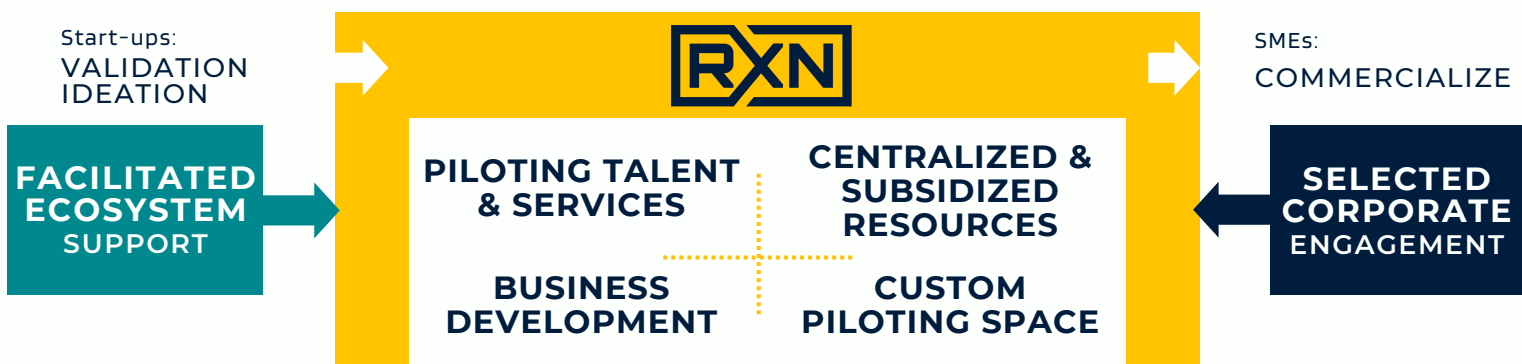 Start-ups:
VALIDATION
IDEATION
FACILITATED
ECOSYSTEM
SUPPORT
RXN
PILOTING TALENT
& SERVICES
CENTRALIZED &
SUBSIDIZED
RESOURCES
BUSINESS
DEVELOPMENT
CUSTOM
PILOTING SPACE
SMEs:
COMMERCIALIZE
SELECTED
CORPORATE
ENGAGEMENT